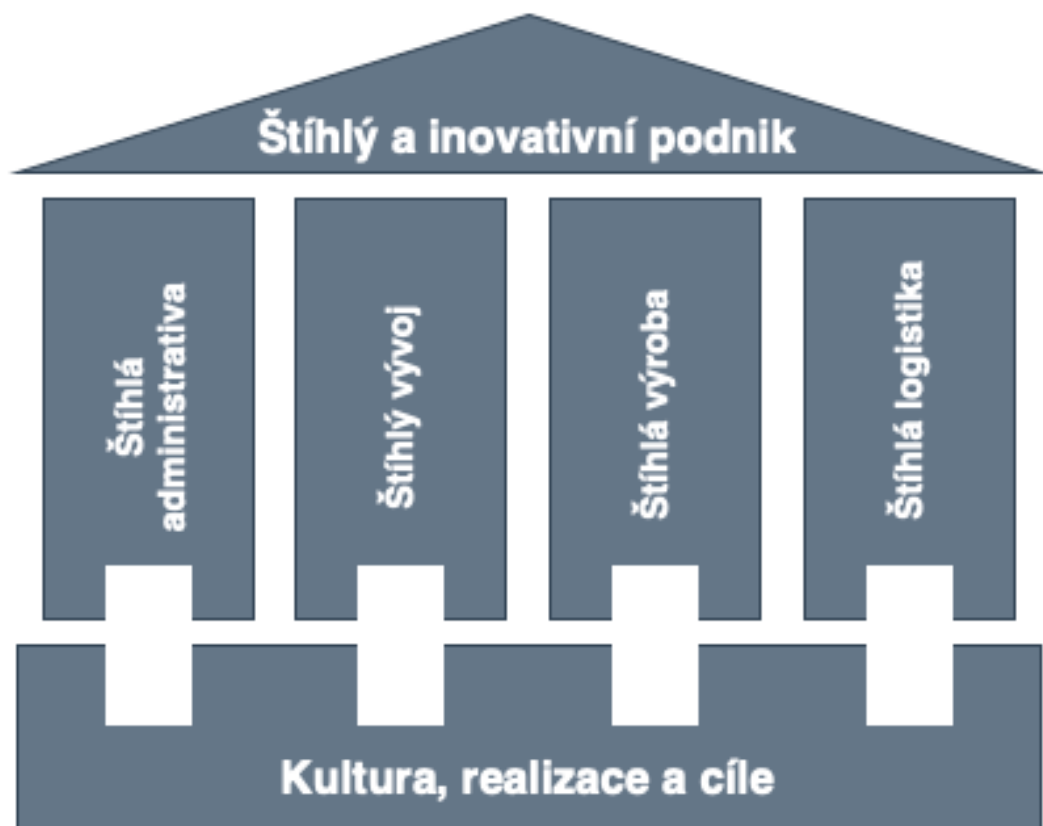 Štíhlý a inovativní podnik
Štíhlá
administrativa
Štíhlý vývoj
Štíhlá výroba
Štíhlá logistika
Kultura, realizace a cíle